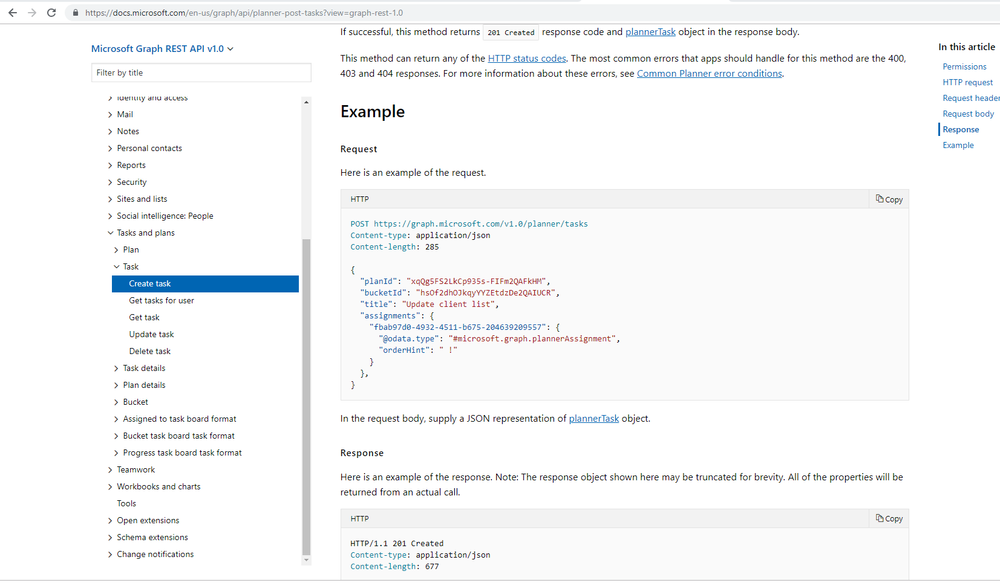 https://docs.microsoft.com/en-us/graph/api/planner-post-tasks?view=graph-rest-1.0
Microsoft Graph REST API v1.0
Filter by title
Identity and access
Mail
Notes
Personal contacts
Reports
Security
Sites and lists
Social intelligence: People
Tasks and plans
Plan
Task
Create task
Get tasks for user
Get task
Update task
Delete task
Task details
Plan details
Bucket
Assigned to task board format
Bucket task board task format
Progress task board task format
Teamwork
Workbooks and charts
Tools
Open extensions
Schema extensions
Change notifications
If successful, this method returns 201 Created response code and plannerTask object in the response body.
This method can return any of the HTTP status codes. The most common errors that apps should handle for this method are the 400,
403 and 404 responses. For more information about these errors, see Common Planner error conditions.
Example
Request
Here is an example of the request.
HTTP
Copy
POST https://graph.microsoft.com/v1.0/planner/tasks
Content-type: application/json
Content-length: 285
{
"planId": "xqQg5FS2LkCp935s-FIFm2QAFkHM",
"bucketId": "hsOf2dhOJkqyYYZEtdzDe2QAIUCR",
"title": "Update client list",
"assignments": {
"fbab97d0-4932-4511-b675-204639209557": {
"@odata.type": "#microsoft.graph.plannerAssignment",
"orderHint": " !"
}
},
}
In the request body, supply a JSON representation of plannerTask object.
Response
Here is an example of the response. Note: The response object shown here may be truncated for brevity. All of the properties will be
returned from an actual call.
HTTP
Copy
HTTP/1.1 201 Created
Content-type: application/json
Content-length: 677
In this article
Permissions
HTTP request
Request header
Request body
Response
Example